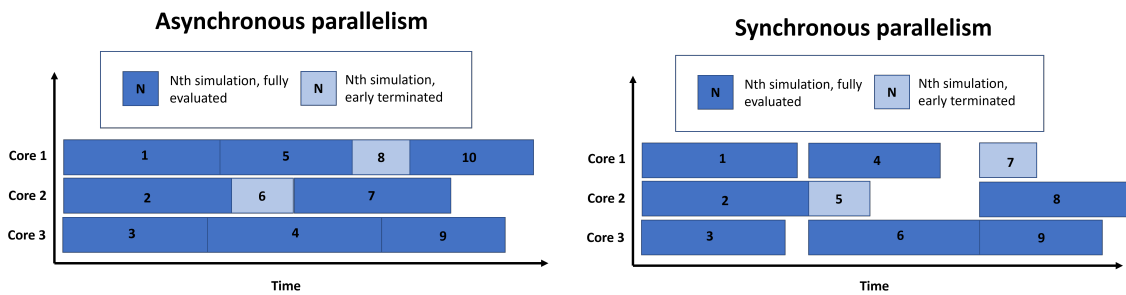 Asynchronous parallelism
N
Nth simulation, fully
evaluated
N
Nth simulation,
early terminated
Core 1
1
5
8
10
Core 2
2
6
7
Core 3
3
4
9
Time
Synchronous parallelism
N
Nth simulation, fully
evaluated
N
Nth simulation,
early terminated
Core 1
1
4
7
Core 2
2
5
8
Core 3
3
6
9
Time